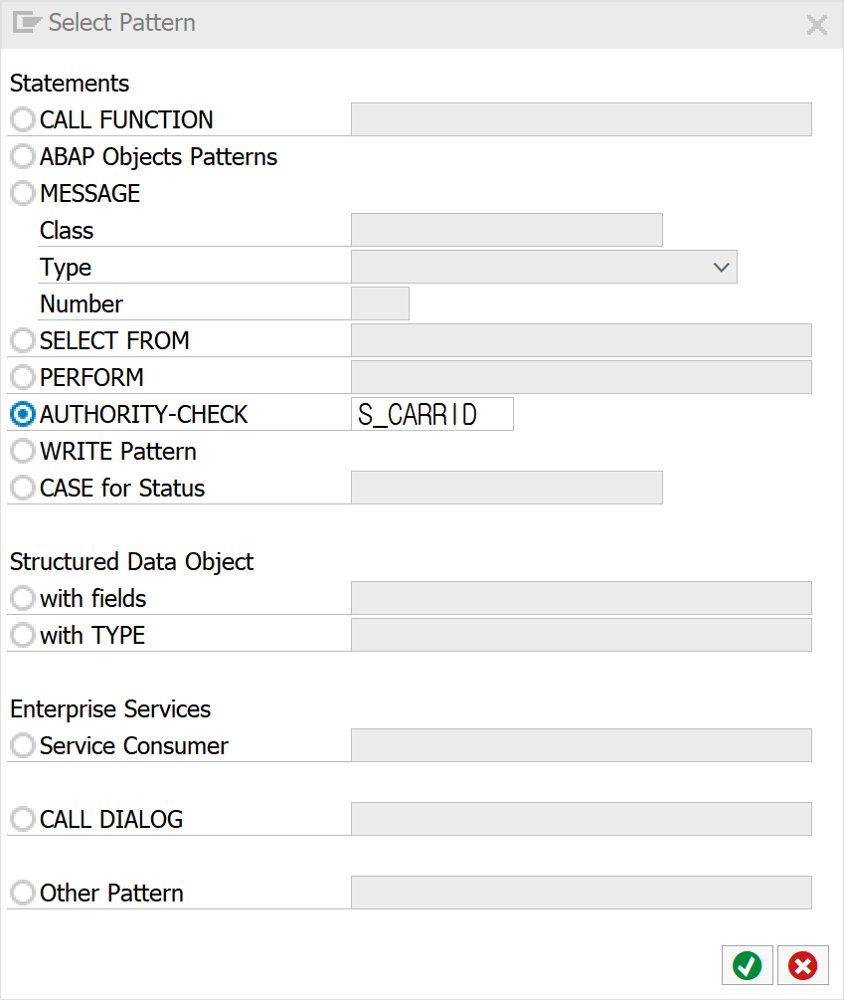 Select Pattern
Statements
CALL FUNCTION
ABAP Objects Patterns
MESSAGE
Class
Type
Number
SELECT FROM
PERFORM
AUTHORITY-CHECK S_CARRID
WRITE Pattern
CASE for Status
Structured Data Object
with fields
with TYPE
Enterprise Services
Service Consumer
CALL DIALOG
Other Pattern